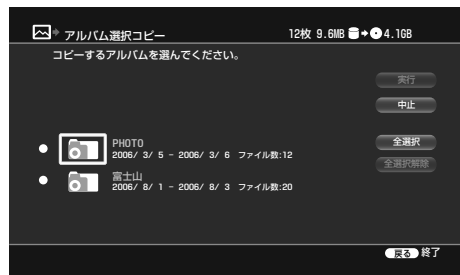 アルバム選択コピー
12枚 9.6MB 4.1GB
コピーするアルバムを選んでください。
実行
中止
PHOTO
2006/ 3/ 5 - 2006/ 3/ 6 ファイル数:12
全選択
全選択解除
富士山
2006/ 8/ 1 - 2006/ 8/ 3 ファイル数:20
戻る 終了